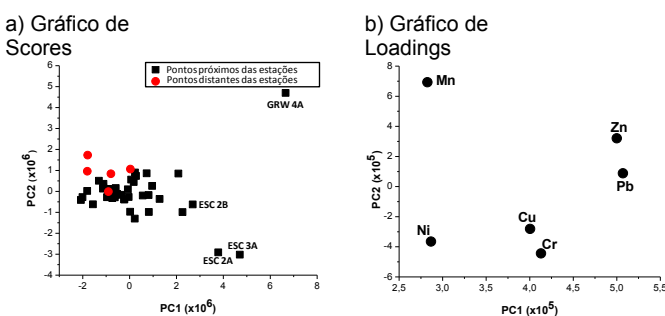 a) Gráfico de
Scores
Pontos próximos das estações
Pontos distantes das estações
GRW 4A
ESC 2B
ESC 3A
ESC 2A
PC2 (x10⁶)
6
5
4
3
2
1
0
-1
-2
-3
-4
-2
0
2
4
6
8
PC1 (x10⁶)
b) Gráfico de
Loadings
Mn
Zn
Pb
Cu
Ni
Cr
PC2 (x10⁵)
8
6
4
2
0
-2
-4
-6
2,5
3,0
3,5
4,0
4,5
5,0
5,5
PC1 (x10⁵)